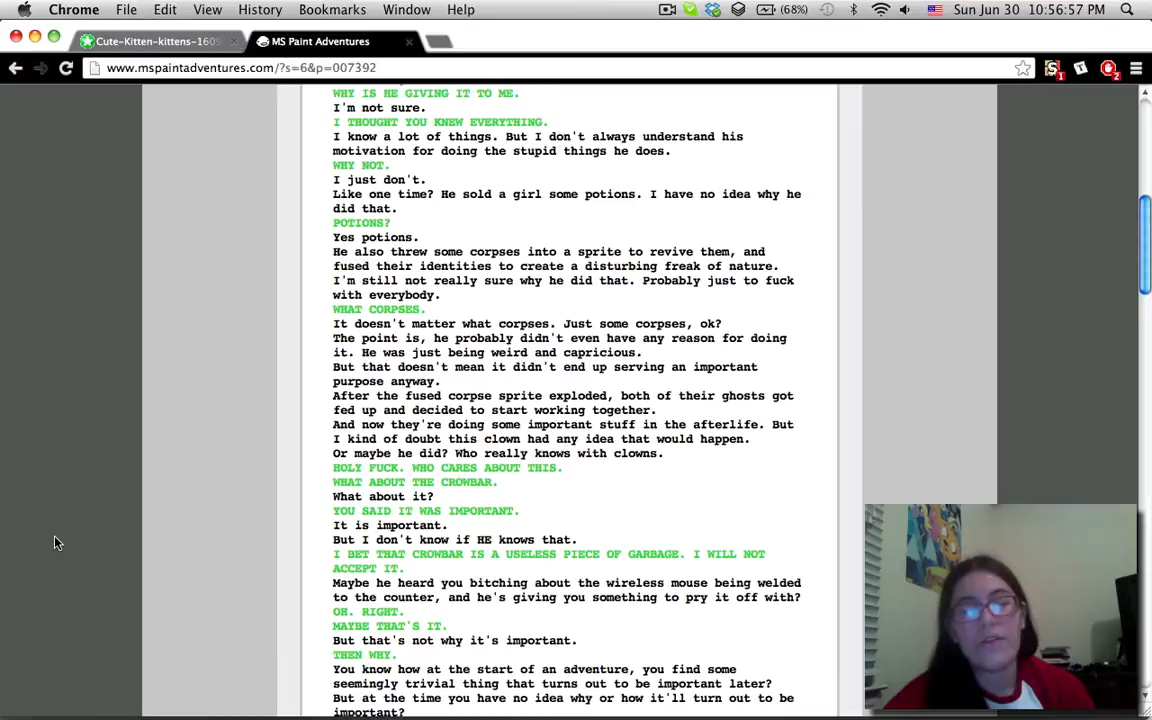 Chrome File Edit View History Bookmarks Window Help (68%) Sun Jun 30 10:56:57 PM
Cute-Kitten-kittens-1609 MS Paint Adventures
www.mspaintadventures.com/?s=6&p=007392
WHY IS HE GIVING IT TO ME.
I'm not sure.
I THOUGHT YOU KNEW EVERYTHING.
I know a lot of things. But I don't always understand his
motivation for doing the stupid things he does.
WHY NOT.
I just don't.
Like one time? He sold a girl some potions. I have no idea why he
did that.
POTIONS?
Yes potions.
He also threw some corpses into a sprite to revive them, and
fused their identities to create a disturbing freak of nature.
I'm still not really sure why he did that. Probably just to fuck
with everybody.
WHAT CORPSES.
It doesn't matter what corpses. Just some corpses, ok?
The point is, he probably didn't even have any reason for doing
it. He was just being weird and capricious.
But that doesn't mean it didn't end up serving an important
purpose anyway.
After the fused corpse sprite exploded, both of their ghosts got
fed up and decided to start working together.
And now they're doing some important stuff in the afterlife. But
I kind of doubt this clown had any idea that would happen.
Or maybe he did? Who really knows with clowns.
HOLY FUCK. WHO CARES ABOUT THIS.
WHAT ABOUT THE CROWBAR.
What about it?
YOU SAID IT WAS IMPORTANT.
It is important.
But I don't know if HE knows that.
I BET THAT CROWBAR IS A USELESS PIECE OF GARBAGE. I WILL NOT
ACCEPT IT.
Maybe he heard you bitching about the wireless mouse being welded
to the counter, and he's giving you something to pry it off with?
OH. RIGHT.
MAYBE THAT'S IT.
But that's not why it's important.
THEN WHY.
You know how at the start of an adventure, you find some
seemingly trivial thing that turns out to be important later?
But at the time you have no idea why or how it'll turn out to be
important?